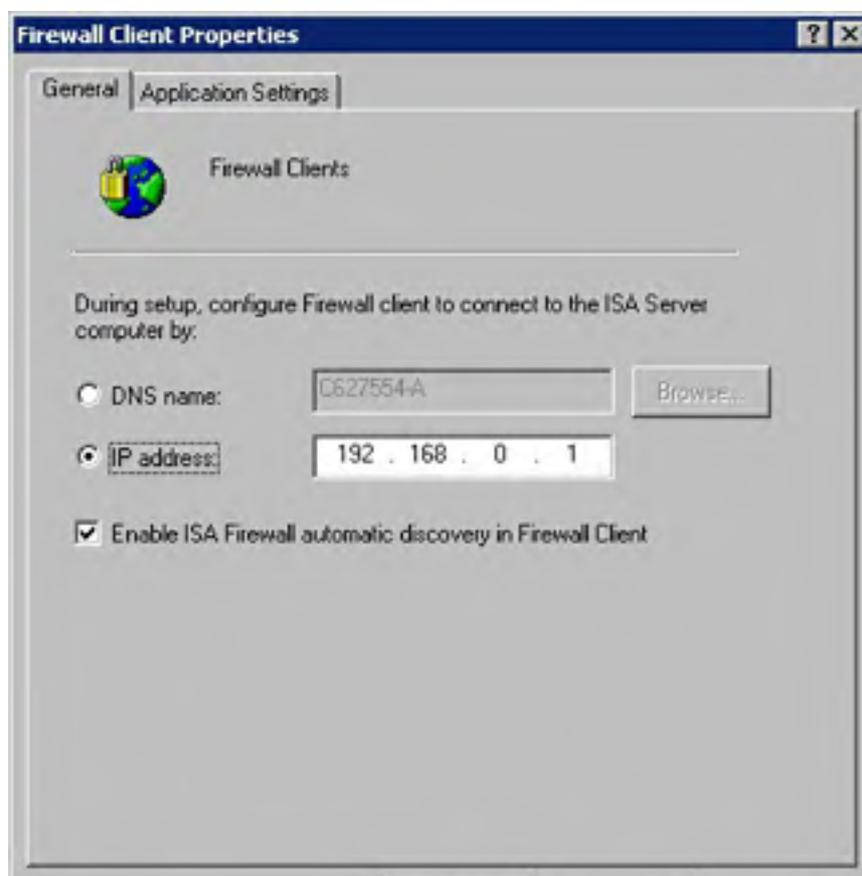 Firewall Client Properties
General Application Settings
Firewall Clients
During setup, configure Firewall client to connect to the ISA Server
computer by:
DNS name: C627554-A Browse...
IP address: 192 . 168 . 0 . 1
Enable ISA Firewall automatic discovery in Firewall Client